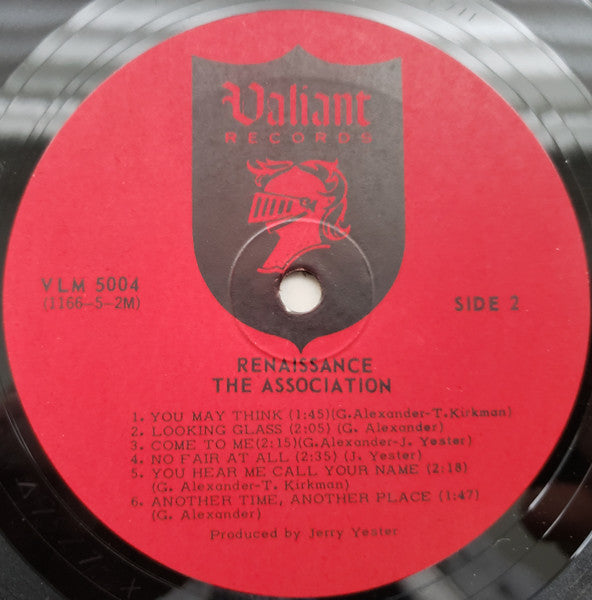 Valiant
RECORDS
VLM 5004
(1166-5-2M)
SIDE 2
RENAISSANCE
THE ASSOCIATION
1. YOU MAY THINK (1:45)(G.Alexander-T.Kirkman)
2. LOOKING GLASS (2:05) (G. Alexander)
3. COME TO ME(2:15)(G.Alexander-J. Yester)
4. NO FAIR AT ALL (2:35) (J. Yester)
5. YOU HEAR ME CALL YOUR NAME (2:18)
(G. Alexander-T. Kirkman)
6. ANOTHER TIME, ANOTHER PLACE (1:47)
(G. Alexander)
Produced by Jerry Yester